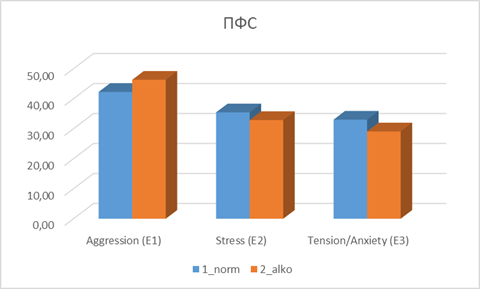 ПФС
50,00
40,00
30,00
20,00
10,00
0,00
Aggression (E1)
Stress (E2)
Tension/Anxiety (E3)
1_norm
2_alko